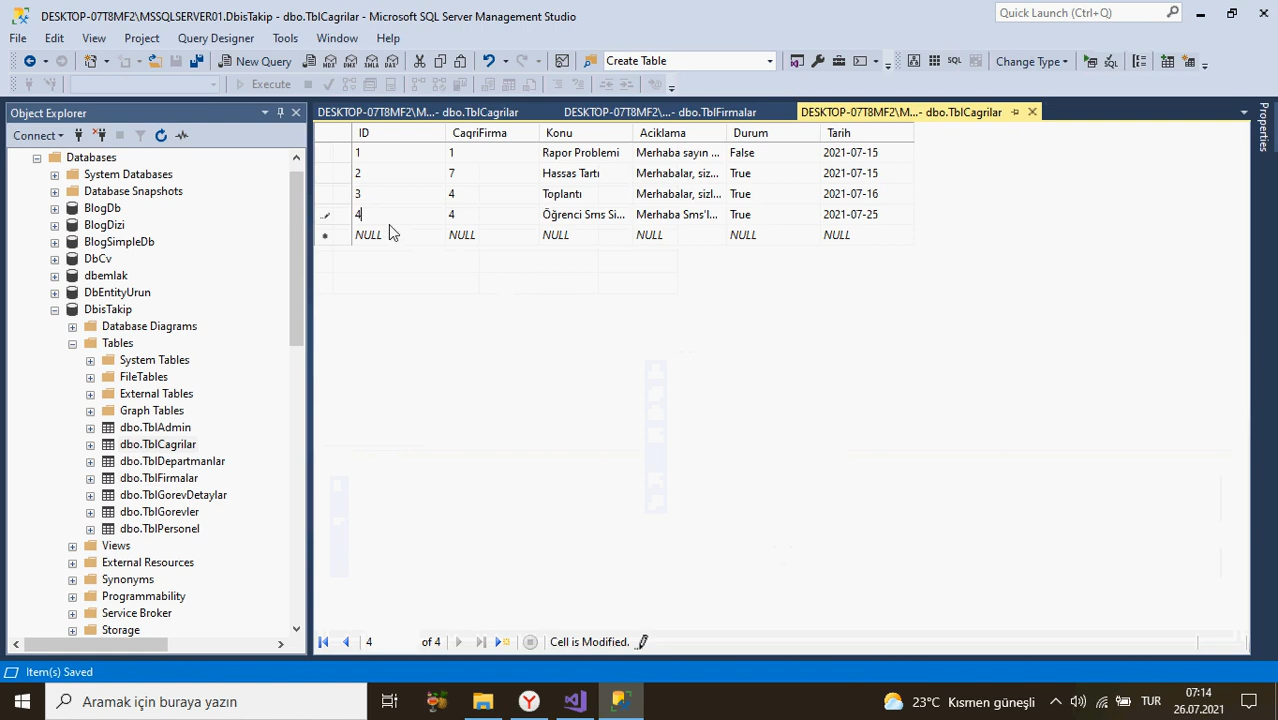 DESKTOP-07T8MF2\MSSQLSERVER01.DbisTakip - dbo.TblCagrilar - Microsoft SQL Server Management Studio
Quick Launch (Ctrl+Q)
File Edit View Project Query Designer Tools Window Help
New Query MDX DMX XMLA DAX Create Table SQL Change Type
Execute
Object Explorer
DESKTOP-07T8MF2\M...- dbo.TblCagrilar DESKTOP-07T8MF2\...- dbo.TblFirmalar DESKTOP-07T8MF2\M...- dbo.TblCagrilar
Properties
Connect
Databases
System Databases
Database Snapshots
BlogDb
BlogDizi
BlogSimpleDb
DbCv
dbemlak
DbEntityUrun
DbisTakip
Database Diagrams
Tables
System Tables
FileTables
External Tables
Graph Tables
dbo.TblAdmin
dbo.TblCagrilar
dbo.TblDepartmanlar
dbo.TblFirmalar
dbo.TblGorevDetaylar
dbo.TblGorevler
dbo.TblPersonel
Views
External Resources
Synonyms
Programmability
Service Broker
Storage
ID CagriFirma Konu Aciklama Durum Tarih
1 1 Rapor Problemi Merhaba sayın ... False 2021-07-15
2 7 Hassas Tartı Merhabalar, siz... True 2021-07-15
3 4 Toplantı Merhabalar, sizl... True 2021-07-16
4 4 Öğrenci Sms Si... Merhaba Sms'l... True 2021-07-25
NULL NULL NULL NULL NULL NULL
4 of 4 Cell is Modified.
Item(s) Saved
Aramak için buraya yazın
23°C Kısmen güneşli
TUR
07:14
26.07.2021